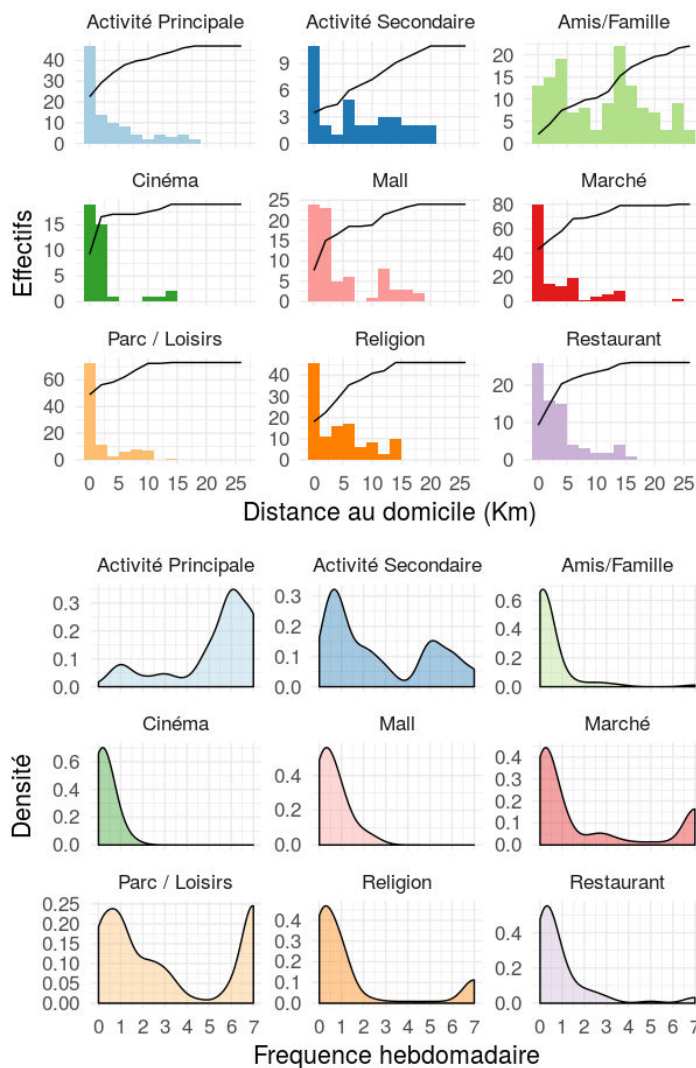 Activité Principale Activité Secondaire Amis/Famille
40 30 20 10 0
9 6 3 0
20 15 10 5 0
Cinéma Mall Marché
15 10 5 0
25 20 15 10 5 0
80 60 40 20 0
Effectifs
Parc / Loisirs Religion Restaurant
60 40 20 0
40 30 20 10 0
20 10 0
0 5 10 15 20 25 0 5 10 15 20 25 0 5 10 15 20 25
Distance au domicile (Km)
Activité Principale Activité Secondaire Amis/Famille
0.3 0.2 0.1 0.0
0.3 0.2 0.1 0.0
0.6 0.4 0.2 0.0
Cinéma Mall Marché
0.6 0.4 0.2 0.0
0.4 0.2 0.0
0.4 0.3 0.2 0.1 0.0
Densité
Parc / Loisirs Religion Restaurant
0.25 0.20 0.15 0.10 0.05 0.00
0.4 0.3 0.2 0.1 0.0
0.4 0.2 0.0
0 1 2 3 4 5 6 7 0 1 2 3 4 5 6 7 0 1 2 3 4 5 6 7
Frequence hebdomadaire